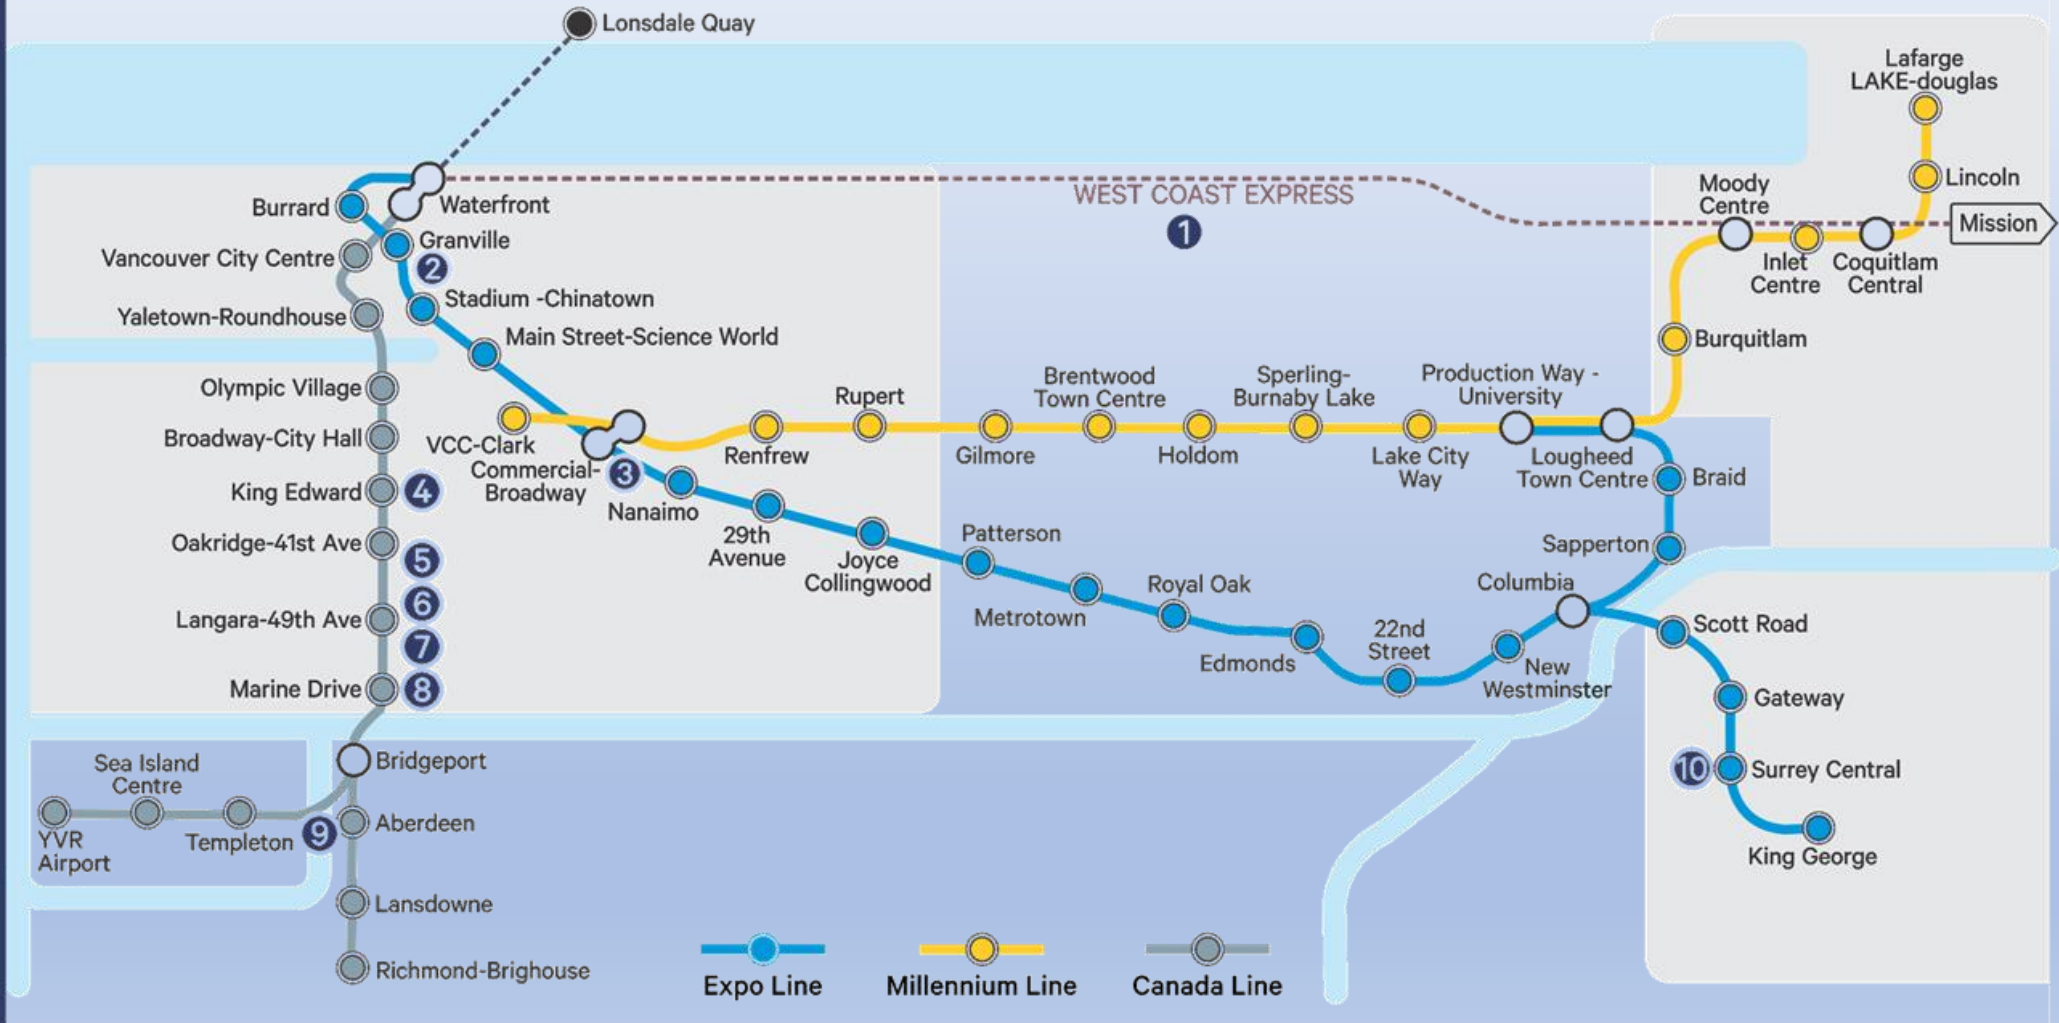 Lonsdale Quay
Lafarge
LAKE-douglas
Lincoln
Moody
Centre
WEST COAST EXPRESS
1
Mission
Burrard
Waterfront
Granville
2
Vancouver City Centre
Inlet
Centre
Coquitlam
Central
Stadium -Chinatown
Yaletown-Roundhouse
Main Street-Science World
Burquitlam
Olympic Village
Rupert
Brentwood
Town Centre
Sperling-
Burnaby Lake
Production Way -
University
Broadway-City Hall
VCC-Clark
Commercial-
Broadway
3
Renfrew
Gilmore
Holdom
Lake City
Way
Lougheed
Town Centre
Braid
King Edward
4
Nanaimo
29th
Avenue
Joyce
Collingwood
Patterson
Oakridge-41st Ave
5
Sapperton
Metrotown
Royal Oak
Columbia
6
Langara-49th Ave
7
Edmonds
22nd
Street
New
Westminster
Scott Road
Marine Drive
8
Gateway
Sea Island
Centre
Bridgeport
10
Surrey Central
YVR
Airport
Templeton
9
Aberdeen
King George
Lansdowne
Richmond-Brighouse
Expo Line
Millennium Line
Canada Line